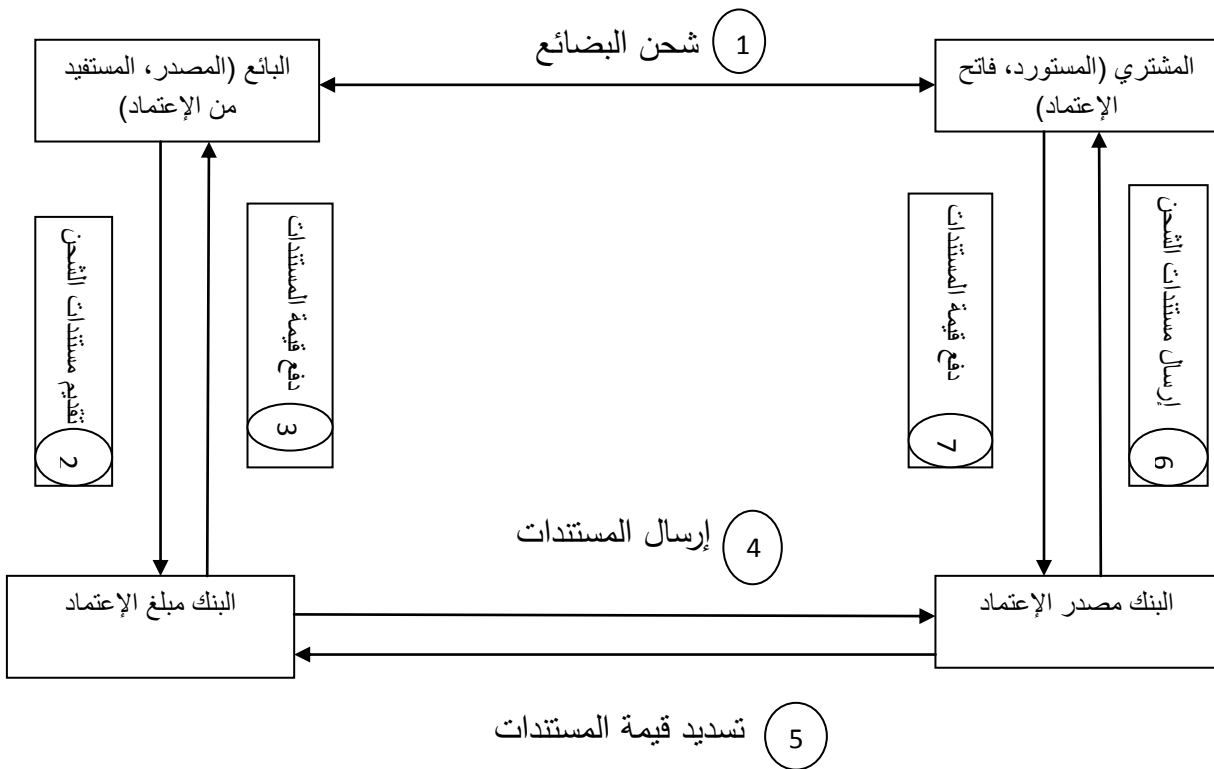 1 شحن البضائع
المشتري (المستورد، فاتح
الإعتماد)
البائع (المصدر، المستفيد
من الإعتماد)
إرسال مستندات الشحن 6
دفع قيمة المستندات 7
دفع قيمة المستندات 3
تقديم مستندات الشحن 2
4 إرسال المستندات
البنك مصدر الإعتماد
البنك مبلغ الإعتماد
5 تسديد قيمة المستندات